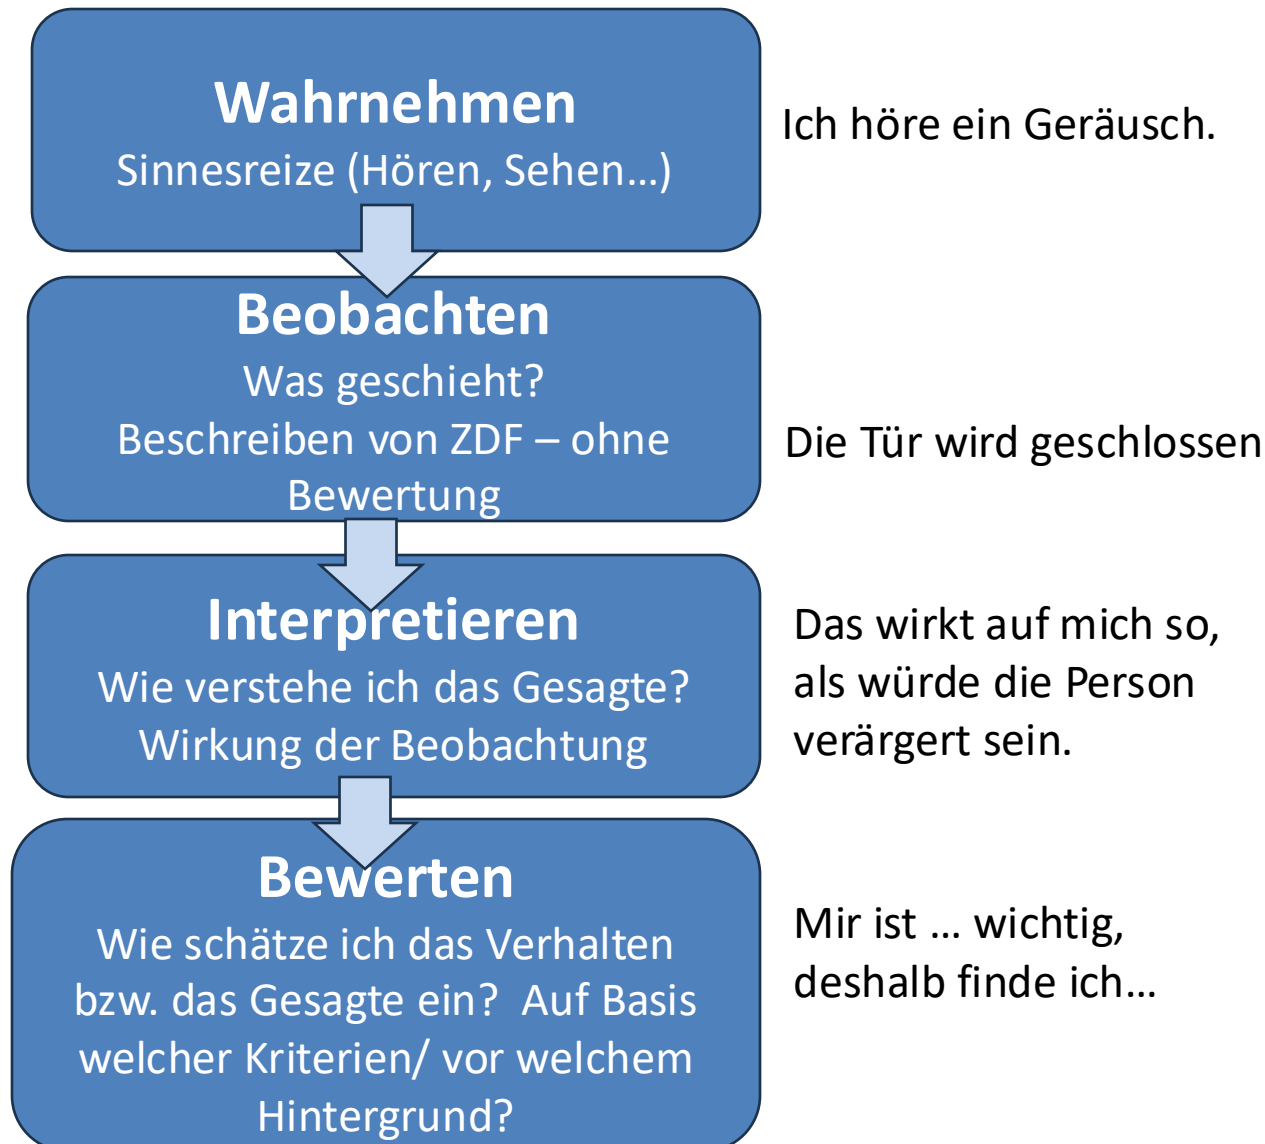 Wahrnehmen
Sinnesreize (Hören, Sehen…)
Ich höre ein Geräusch.
Beobachten
Was geschieht?
Beschreiben von ZDF – ohne
Bewertung
Die Tür wird geschlossen
Interpretieren
Wie verstehe ich das Gesagte?
Wirkung der Beobachtung
Das wirkt auf mich so,
als würde die Person
verärgert sein.
Bewerten
Wie schätze ich das Verhalten
bzw. das Gesagte ein?  Auf Basis
welcher Kriterien/ vor welchem
Hintergrund?
Mir ist … wichtig,
deshalb finde ich…